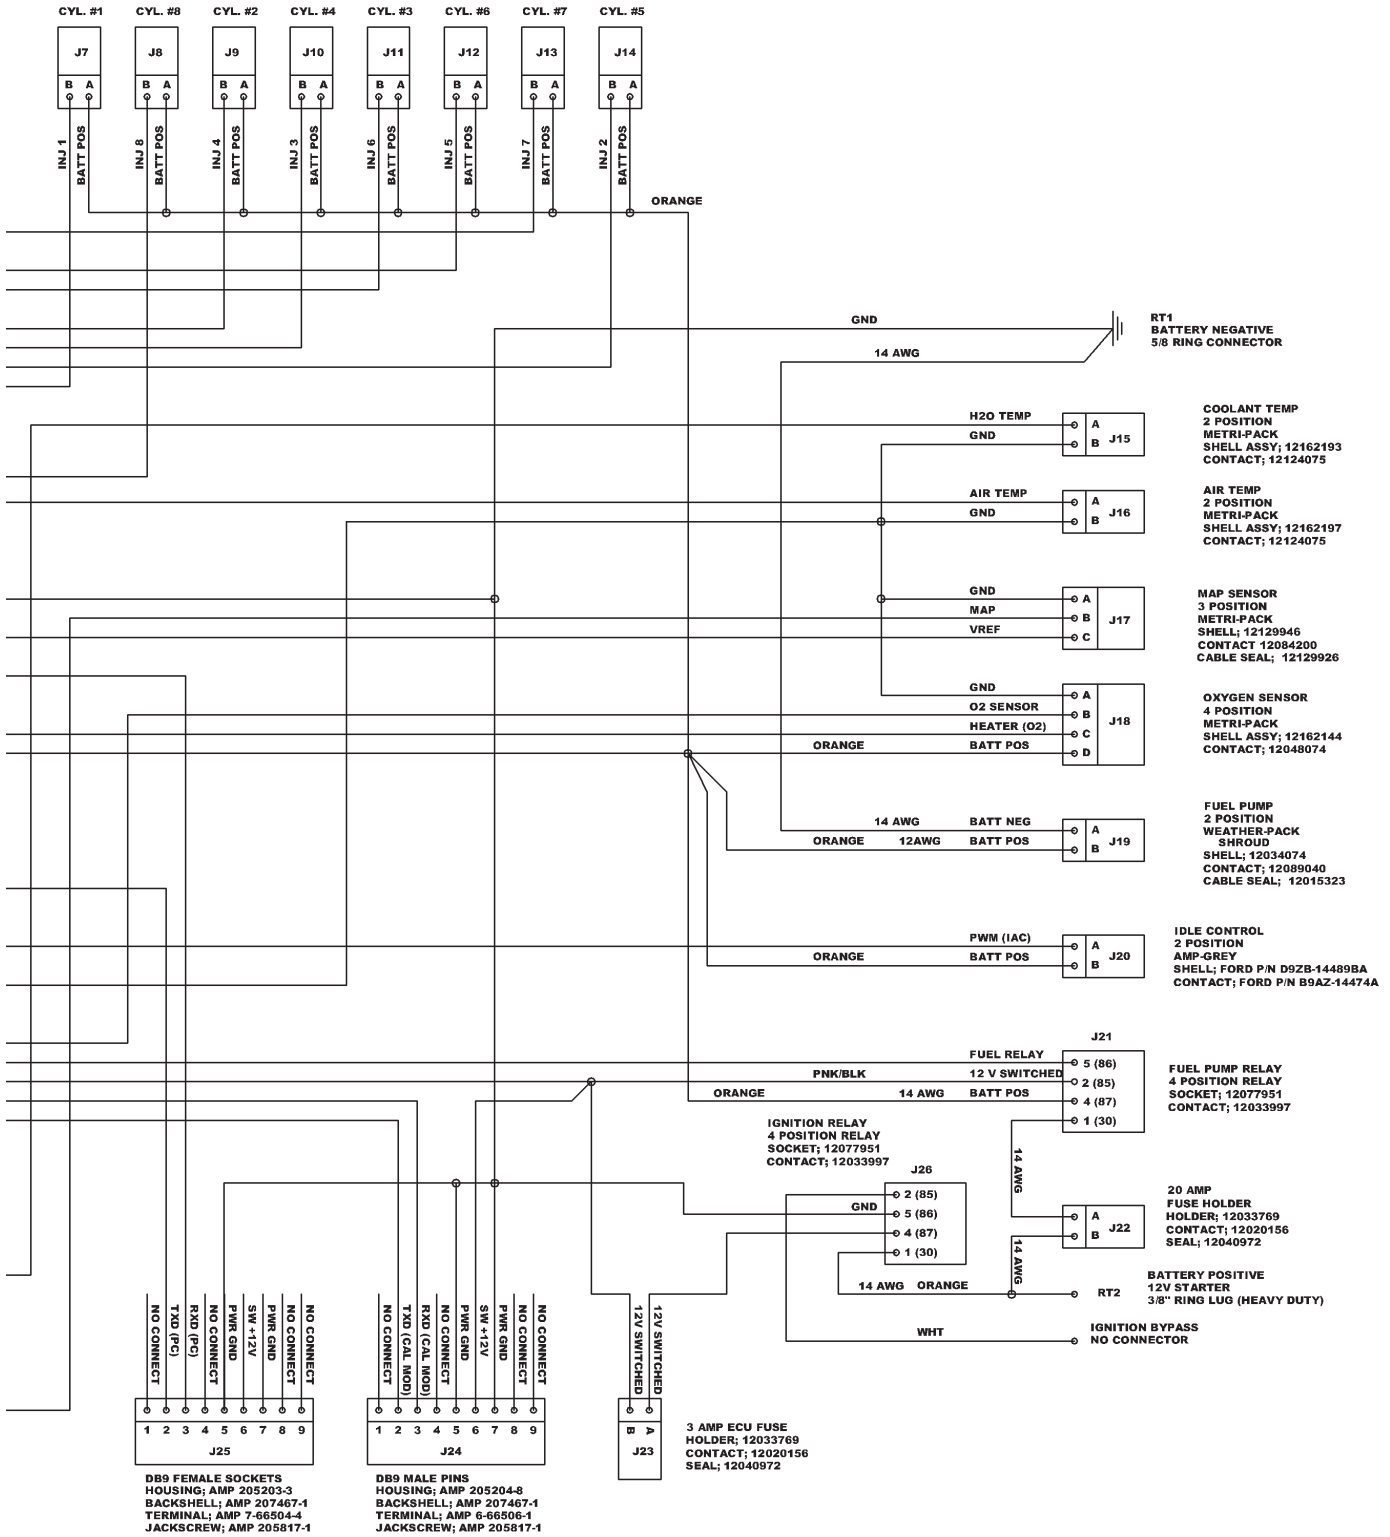 CYL. #1 CYL. #8 CYL. #2 CYL. #4 CYL. #3 CYL. #6 CYL. #7 CYL. #5
J7 J8 J9 J10 J11 J12 J13 J14
B A B A B A B A B A B A B A B A
INJ 1
BATT POS
INJ 8
BATT POS
INJ 4
BATT POS
INJ 3
BATT POS
INJ 6
BATT POS
INJ 5
BATT POS
INJ 7
BATT POS
INJ 2
BATT POS
ORANGE
GND
14 AWG
RT1
BATTERY NEGATIVE
5/8 RING CONNECTOR
H2O TEMP
GND
A
B
J15
COOLANT TEMP
2 POSITION
METRI-PACK
SHELL ASSY; 12162193
CONTACT; 12124075
AIR TEMP
GND
A
B
J16
AIR TEMP
2 POSITION
METRI-PACK
SHELL ASSY; 12162197
CONTACT; 12124075
GND
MAP
VREF
A
B
C
J17
MAP SENSOR
3 POSITION
METRI-PACK
SHELL; 12129946
CONTACT 12084200
CABLE SEAL; 12129926
GND
O2 SENSOR
HEATER (O2)
ORANGE BATT POS
A
B
C
D
J18
OXYGEN SENSOR
4 POSITION
METRI-PACK
SHELL ASSY; 12162144
CONTACT; 12048074
14 AWG BATT NEG
ORANGE 12AWG BATT POS
A
B
J19
FUEL PUMP
2 POSITION
WEATHER-PACK
SHROUD
SHELL; 12034074
CONTACT; 12089040
CABLE SEAL; 12015323
PWM (IAC)
ORANGE BATT POS
A
B
J20
IDLE CONTROL
2 POSITION
AMP-GREY
SHELL; FORD P/N D9ZB-14489BA
CONTACT; FORD P/N B9AZ-14474A
J21
FUEL RELAY
PNK/BLK 12 V SWITCHED
ORANGE 14 AWG BATT POS
5 (86)
2 (85)
4 (87)
1 (30)
FUEL PUMP RELAY
4 POSITION RELAY
SOCKET; 12077951
CONTACT; 12033997
IGNITION RELAY
4 POSITION RELAY
SOCKET; 12077951
CONTACT; 12033997
J26
GND
2 (85)
5 (86)
4 (87)
1 (30)
14 AWG
14 AWG
A
B
J22
20 AMP
FUSE HOLDER
HOLDER; 12033769
CONTACT; 12020156
SEAL; 12040972
14 AWG ORANGE
RT2
BATTERY POSITIVE
12V STARTER
3/8" RING LUG (HEAVY DUTY)
WHT
IGNITION BYPASS
NO CONNECTOR
NO CONNECT
TXD (PC)
RXD (PC)
NO CONNECT
PWR GND
SW +12V
PWR GND
NO CONNECT
NO CONNECT
1 2 3 4 5 6 7 8 9
J25
DB9 FEMALE SOCKETS
HOUSING; AMP 205203-3
BACKSHELL; AMP 207467-1
TERMINAL; AMP 7-66504-4
JACKSCREW; AMP 205817-1
NO CONNECT
TXD (CAL MOD)
RXD (CAL MOD)
NO CONNECT
PWR GND
SW +12V
PWR GND
NO CONNECT
NO CONNECT
1 2 3 4 5 6 7 8 9
J24
DB9 MALE PINS
HOUSING; AMP 205204-8
BACKSHELL; AMP 207467-1
TERMINAL; AMP 6-66506-1
JACKSCREW; AMP 205817-1
12V SWITCHED
12V SWITCHED
B A
J23
3 AMP ECU FUSE
HOLDER; 12033769
CONTACT; 12020156
SEAL; 12040972